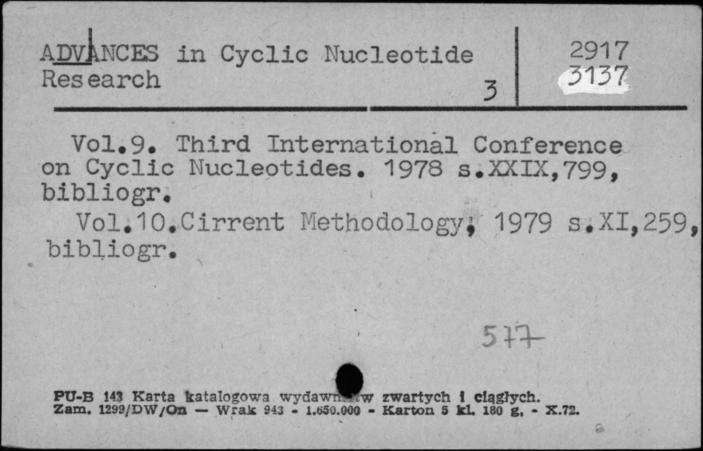 ADVANCES in Cyclic Nucleotide 2917
Research 3 3137
Vol.9. Third International Conference
on Cyclic Nucleotides. 1978 s.XXIX,799,
bibliogr.
Vol.10.Cirrent Methodology; 1979 s.XI,259,
bibliogr.
577
PU-B 143 Karta katalogowa zwartych i ciągłych.
Zam. 1299/DW/On — Wrak 943 - 1.650.000 - Karton 5 kl. 180 g. - X.72.
6